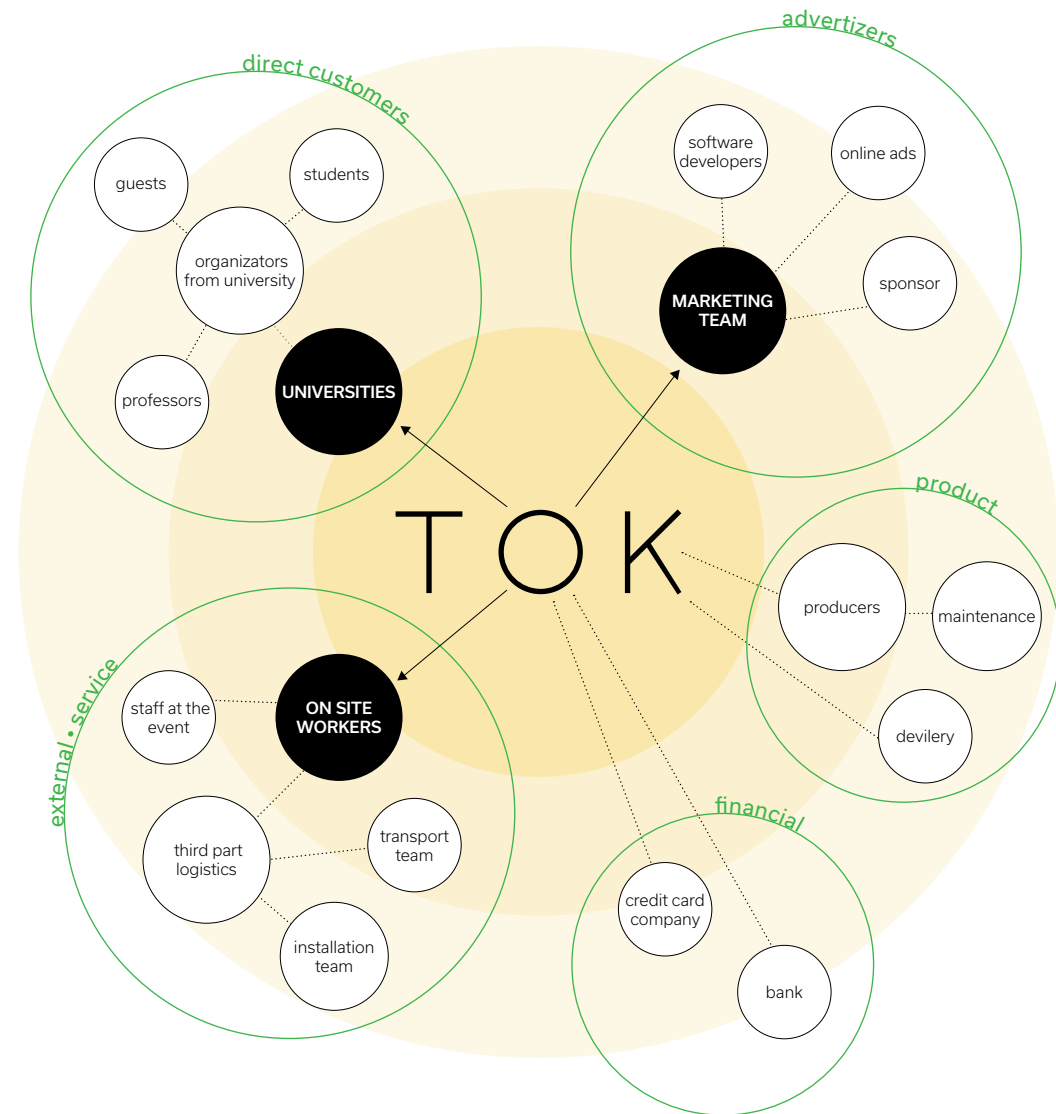 advertizers
direct customers
software
developers
online ads
guests
students
organizators
from university
sponsor
MARKETING
TEAM
UNIVERSITIES
professors
product
TOK
producers
maintenance
external • service
staff at the
event
ON SITE
WORKERS
devilery
financial
third part
logistics
transport
team
credit card
company
installation
team
bank